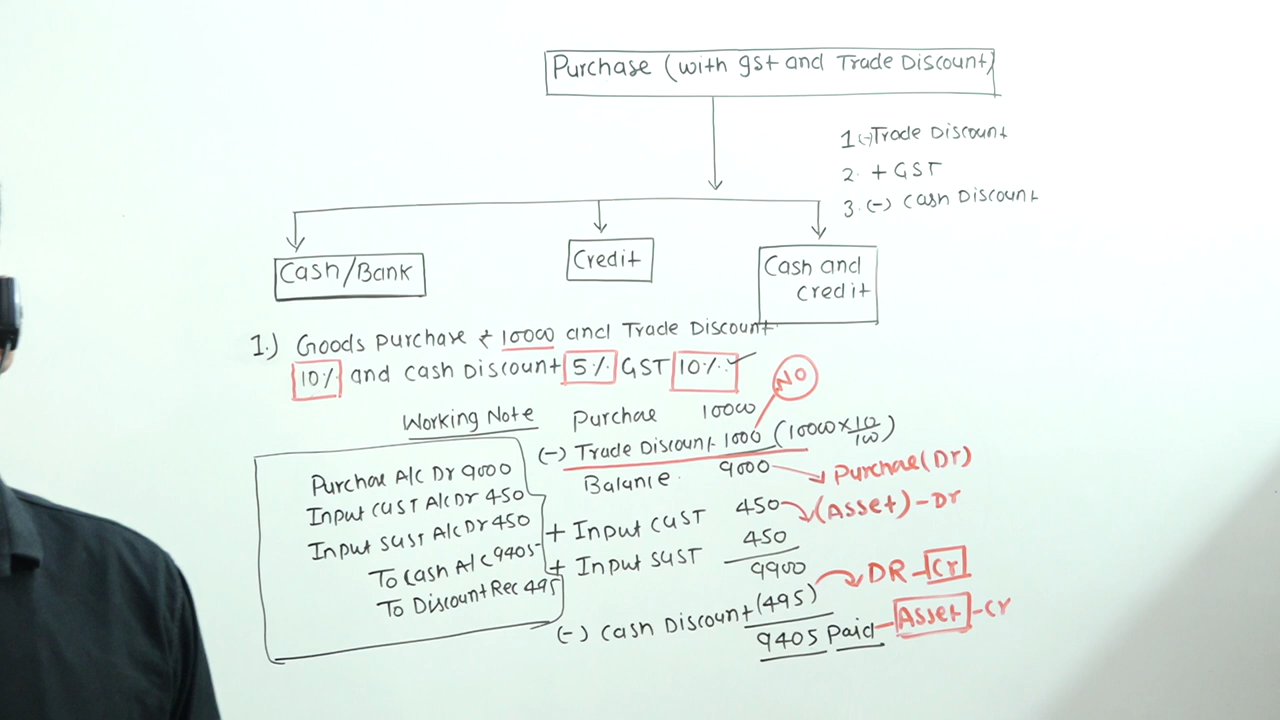 Purchase (with gst and Trade Discount)
1.(-)Trade Discount
2. + GST
3.(-) Cash Discount
Cash/Bank
Credit
Cash and
credit
1.) Goods purchase ₹ 10000 and Trade Discount
10% and cash Discount 5% GST 10% ✓
NO
Working Note
Purchae 10000
(-) Trade Discount 1000 (10000×10/100)
Balance 9000 → Purchae(Dr)
+ Input CGST 450 → (Asset) - Dr
+ Input SGST 450
9900
(-) Cash Discount (495) → DR - Cr
9405 Paid - Asset - Cr
Purchae A/c Dr 9000
Input CGST A/c Dr 450
Input SGST A/c Dr 450
To Cash A/c 9405
To Discount Rec 495